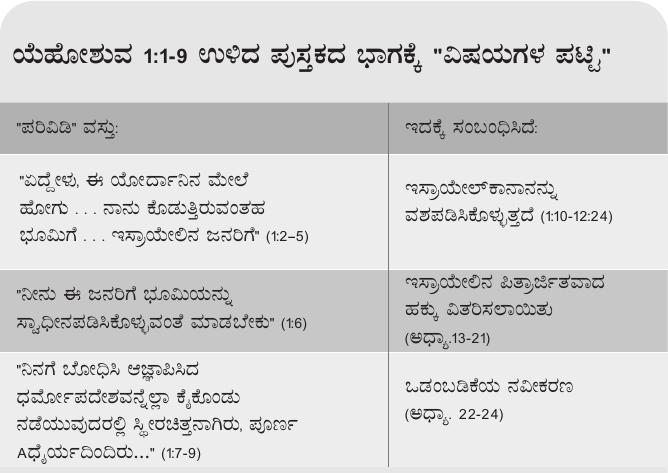 ಯೆಹೋಶುವ 1:1-9 ಉಳಿದ ಪುಸ್ತಕದ ಭಾಗಕ್ಕೆ "ವಿಷಯಗಳ ಪಟ್ಟಿ"
"ಪರಿವಿಡಿ" ವಸ್ತು:
ಇದಕ್ಕೆ ಸಂಬಂಧಿಸಿದೆ:
"ಏದ್ದೇಳು, ಈ ಯೋರ್ದಾನಿನ ಮೇಲೆ
ಹೋಗು . . . ನಾನು ಕೊಡುತ್ತಿರುವಂತಹ
ಭೂಮಿಗೆ . . . ಇಸ್ರಾಯೇಲಿನ ಜನರಿಗೆ" (1:2–5)
ಇಸ್ರಾಯೇಲ್‌ಕಾನಾನನ್ನು
ವಶಪಡಿಸಿಕೊಳ್ಳುತ್ತದೆ (1:10-12:24)
"ನೀನು ಈ ಜನರಿಗೆ ಭೂಮಿಯನ್ನು
ಸ್ವಾಧೀನಪಡಿಸಿಕೊಳ್ಳುವಂತೆ ಮಾಡಬೇಕು" (1:6)
ಇಸ್ರಾಯೇಲಿನ ಪಿತ್ರಾರ್ಜಿತವಾದ
ಹಕ್ಕು ವಿತರಿಸಲಾಯಿತು
(ಅಧ್ಯಾ.13-21)
"ನಿನಗೆ ಬೋಧಿಸಿ ಆಜ್ಞಾಪಿಸಿದ
ಧರ್ಮೋಪದೇಶವನ್ನೆಲ್ಲಾ ಕೈಕೊಂಡು
ನಡೆಯುವುದರಲ್ಲಿ ಸ್ಥೀರಚಿತ್ತನಾಗಿರು, ಪೂರ್ಣ
Aಧೈರ್ಯದಿಂದಿರು..." (1:7-9)
ಒಡಂಬಡಿಕೆಯ ನವೀಕರಣ
(ಅಧ್ಯಾ. 22-24)